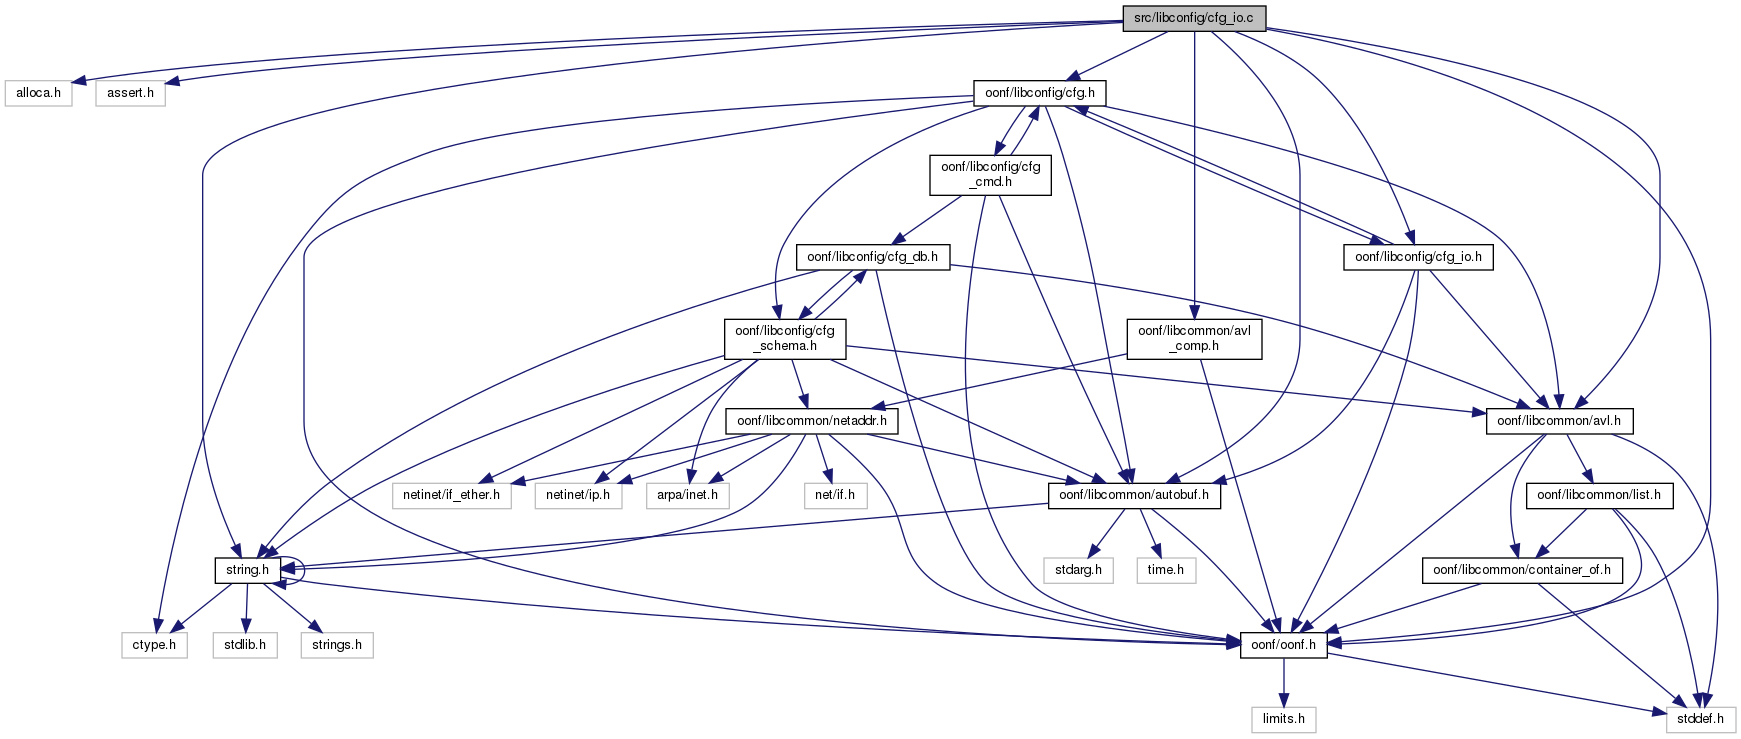 src/libconfig/cfg_io.c
alloca.h
assert.h
oonf/libconfig/cfg.h
oonf/libconfig/cfg
_cmd.h
oonf/libconfig/cfg_db.h
oonf/libconfig/cfg_io.h
oonf/libconfig/cfg
_schema.h
oonf/libcommon/avl
_comp.h
oonf/libcommon/netaddr.h
oonf/libcommon/avl.h
netinet/if_ether.h
netinet/ip.h
arpa/inet.h
net/if.h
oonf/libcommon/autobuf.h
oonf/libcommon/list.h
string.h
stdarg.h
time.h
oonf/libcommon/container_of.h
ctype.h
stdlib.h
strings.h
oonf/oonf.h
limits.h
stddef.h